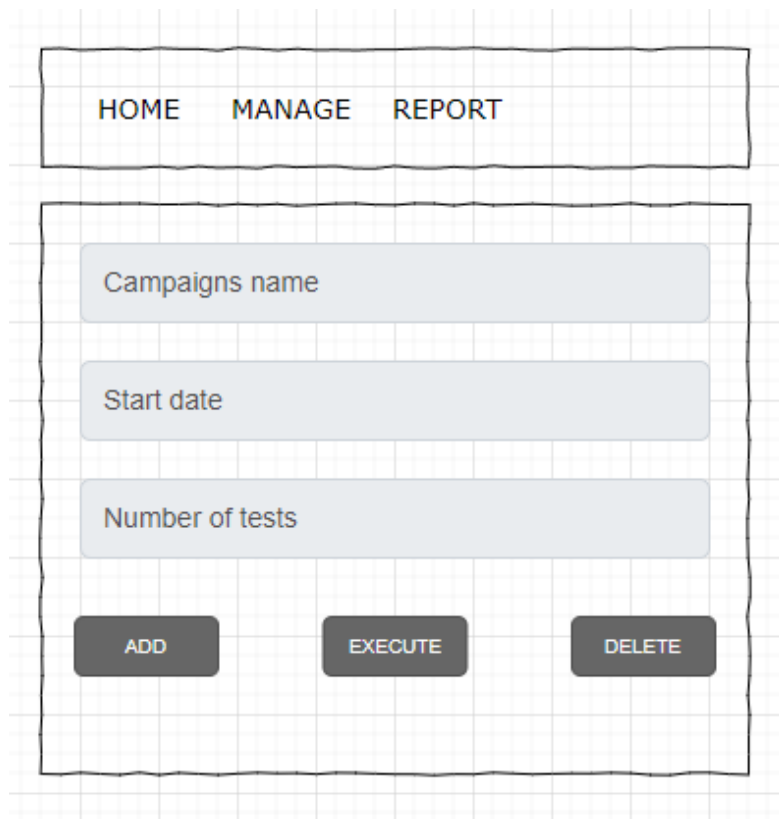 HOME MANAGE REPORT
Campaigns name
Start date
Number of tests
ADD EXECUTE DELETE